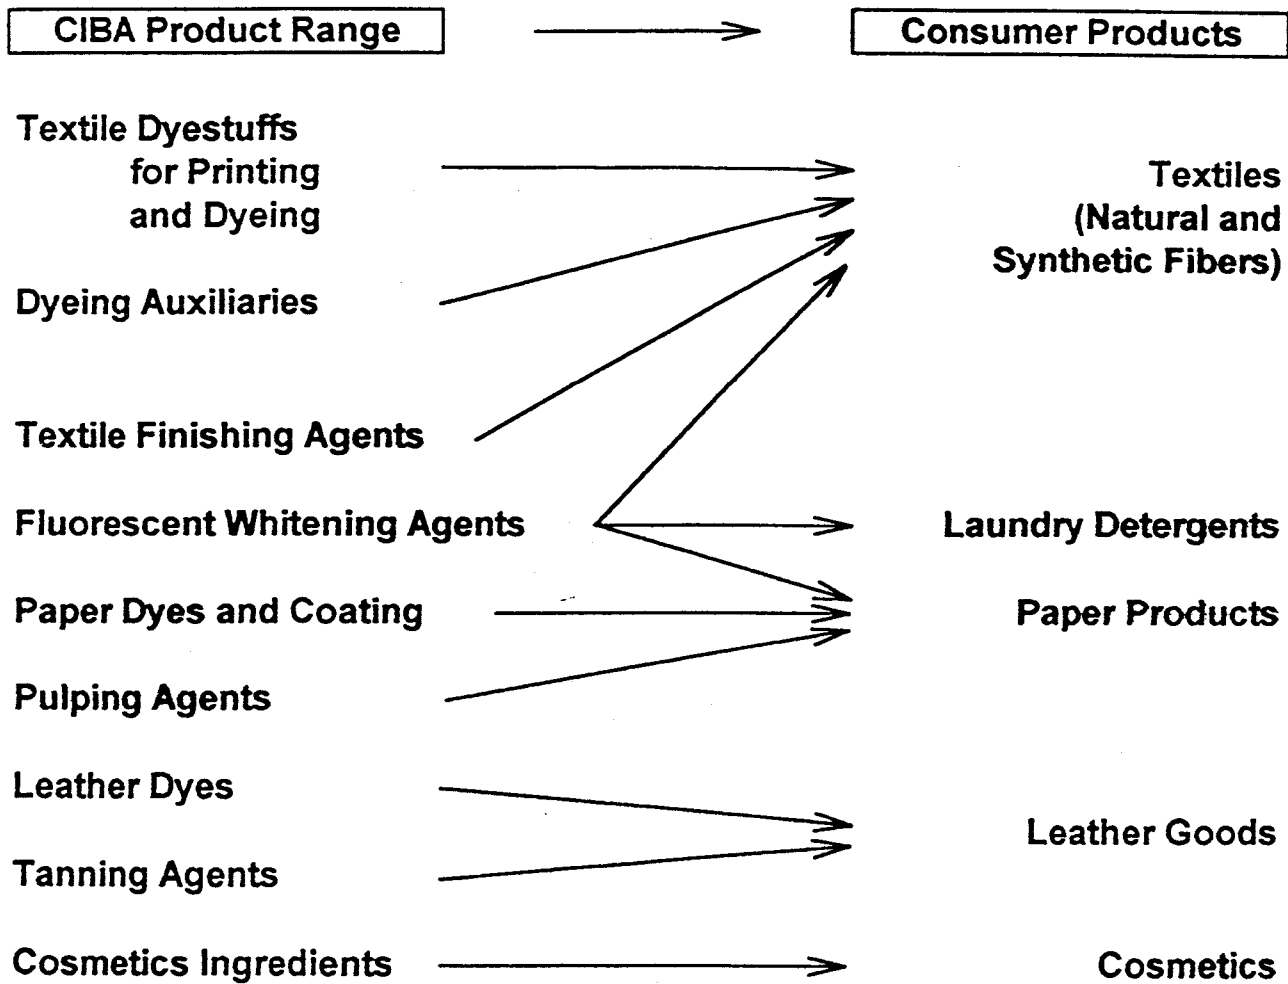 CIBA Product Range
Consumer Products
Textile Dyestuffs
for Printing
and Dyeing
Textiles
(Natural and
Synthetic Fibers)
Dyeing Auxiliaries
Textile Finishing Agents
Fluorescent Whitening Agents
Laundry Detergents
Paper Dyes and Coating
Paper Products
Pulping Agents
Leather Dyes
Leather Goods
Tanning Agents
Cosmetics Ingredients
Cosmetics